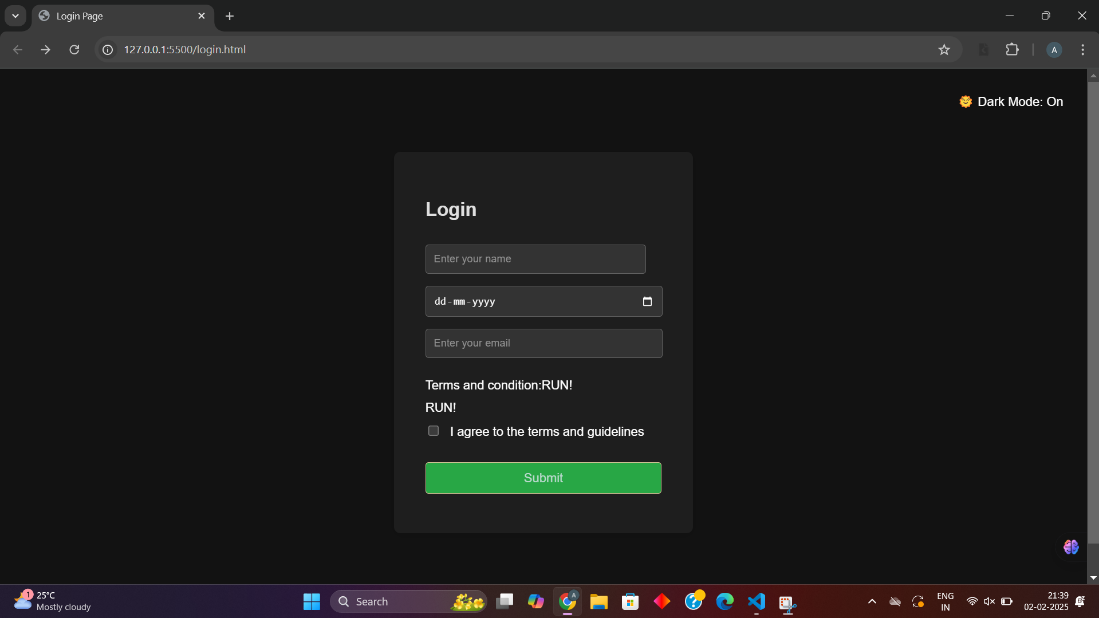 Login Page
127.0.0.1:5500/login.html
A
Dark Mode: On
Login
Enter your name
dd-mm-yyyy
Enter your email
Terms and condition:RUN!
RUN!
I agree to the terms and guidelines
Submit
1
25°C
Mostly cloudy
Search
A
ENG
IN
21:39
02-02-2025